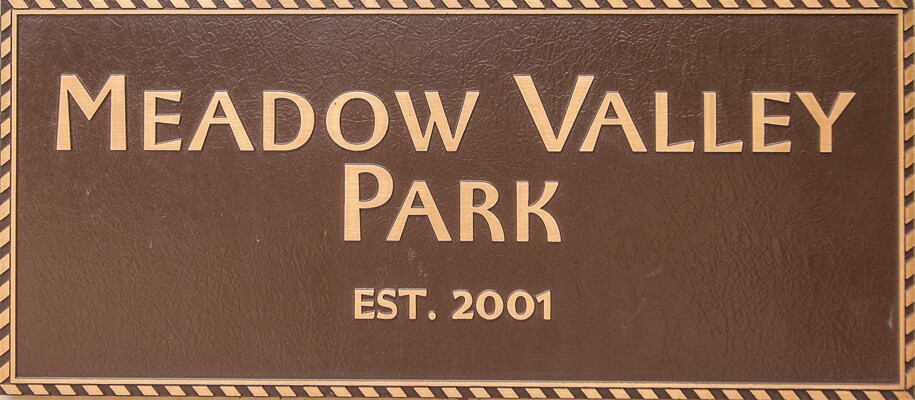 MEADOW VALLEY
PARK
EST. 2001